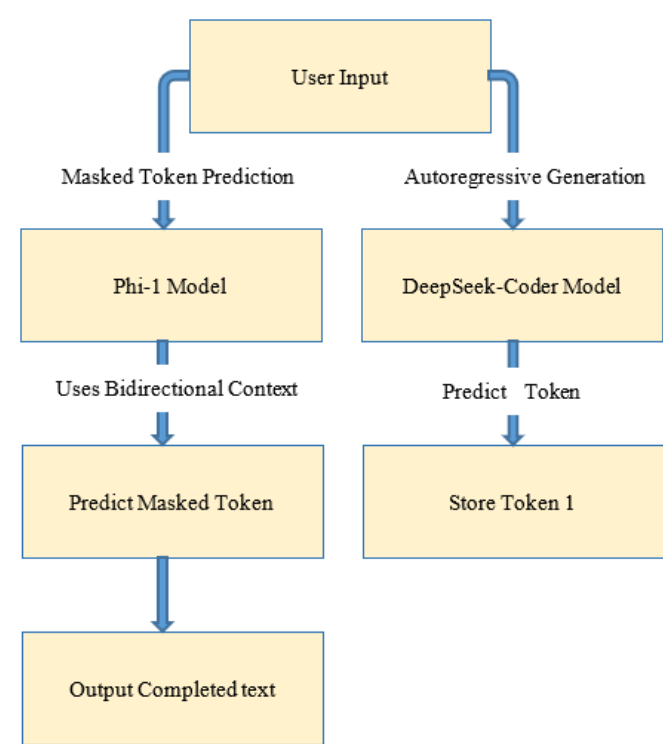 User Input
Masked Token Prediction
Autoregressive Generation
Phi-1 Model
DeepSeek-Coder Model
Uses Bidirectional Context
Predict Token
Predict Masked Token
Store Token 1
Output Completed text